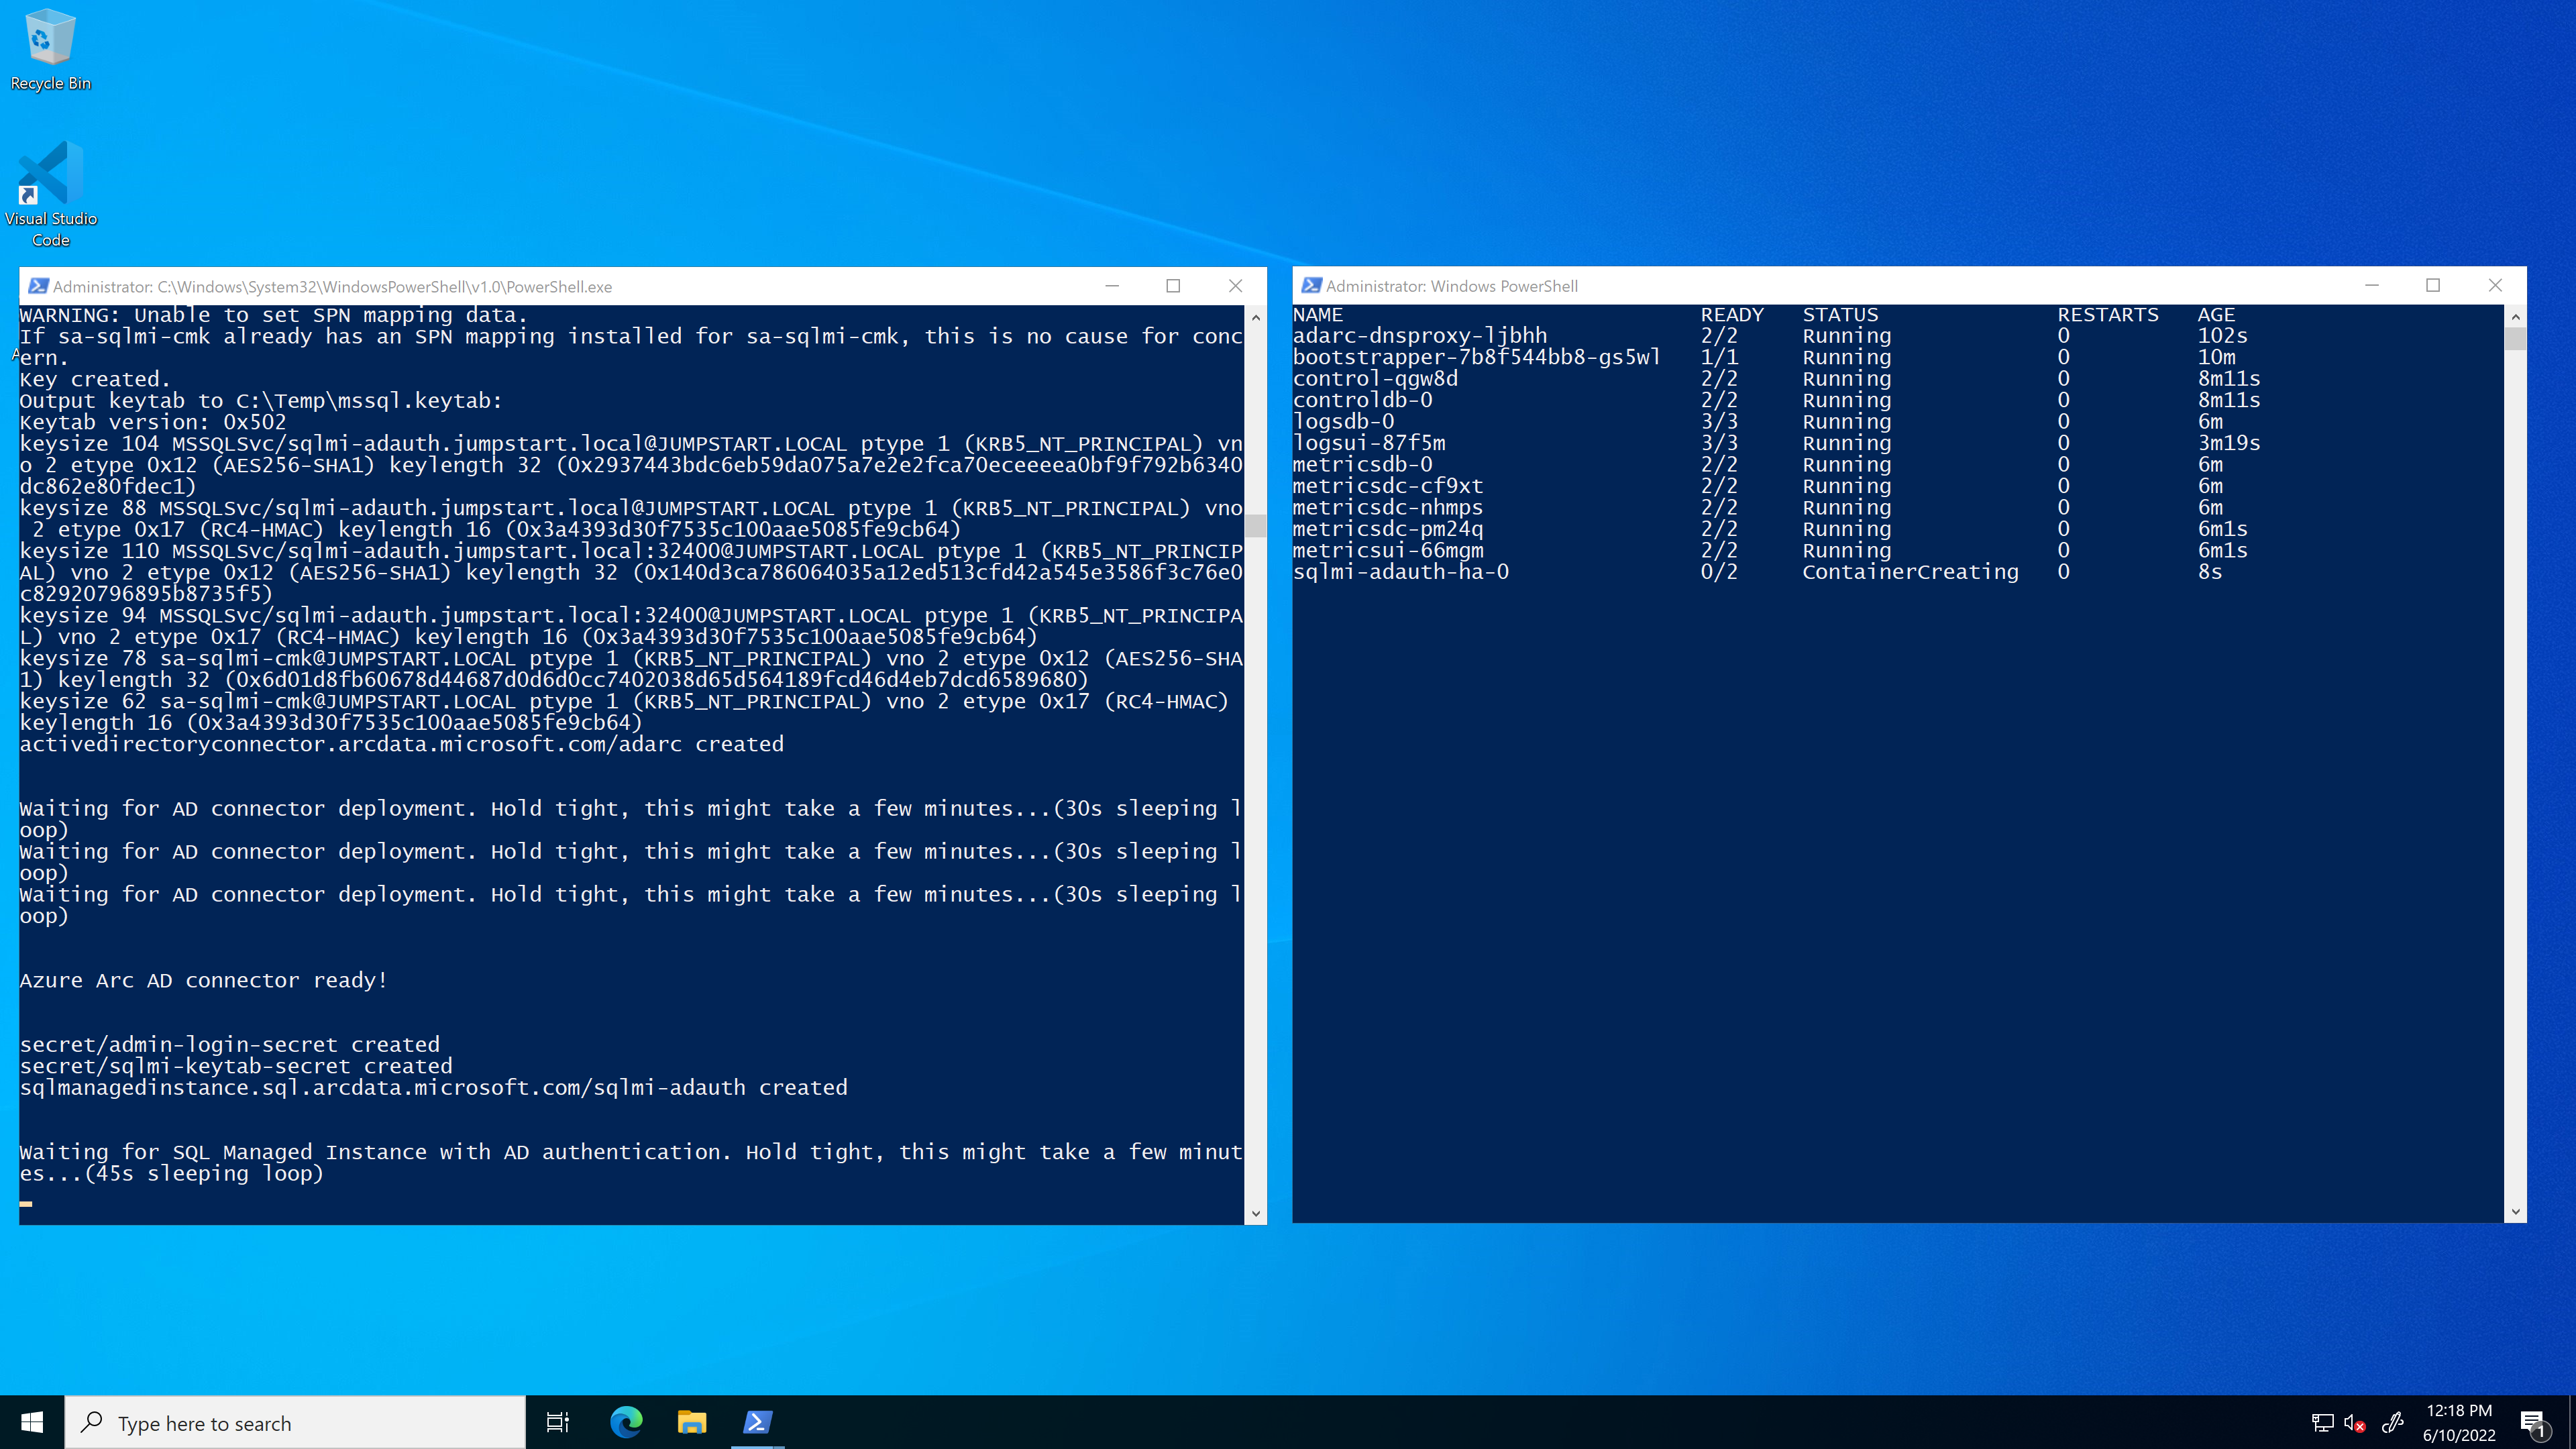 Recycle Bin
Visual Studio
Code
Administrator: C:\Windows\System32\WindowsPowerShell\v1.0\PowerShell.exe
WARNING: Unable to set SPN mapping data.
If sa-sqlmi-cmk already has an SPN mapping installed for sa-sqlmi-cmk, this is no cause for conc
ern.
Key created.
Output keytab to C:\Temp\mssql.keytab:
Keytab version: 0x502
keysize 104 MSSQLSvc/sqlmi-adauth.jumpstart.local@JUMPSTART.LOCAL ptype 1 (KRB5_NT_PRINCIPAL) vn
o 2 etype 0x12 (AES256-SHA1) keylength 32 (0x2937443bdc6eb59da075a7e2e2fca70eceeeea0bf9f792b6340
dc862e80fdec1)
keysize 88 MSSQLSvc/sqlmi-adauth.jumpstart.local@JUMPSTART.LOCAL ptype 1 (KRB5_NT_PRINCIPAL) vno
 2 etype 0x17 (RC4-HMAC) keylength 16 (0x3a4393d30f7535c100aae5085fe9cb64)
keysize 110 MSSQLSvc/sqlmi-adauth.jumpstart.local:32400@JUMPSTART.LOCAL ptype 1 (KRB5_NT_PRINCIP
AL) vno 2 etype 0x12 (AES256-SHA1) keylength 32 (0x140d3ca786064035a12ed513cfd42a545e3586f3c76e0
c82920796895b8735f5)
keysize 94 MSSQLSvc/sqlmi-adauth.jumpstart.local:32400@JUMPSTART.LOCAL ptype 1 (KRB5_NT_PRINCIPA
L) vno 2 etype 0x17 (RC4-HMAC) keylength 16 (0x3a4393d30f7535c100aae5085fe9cb64)
keysize 78 sa-sqlmi-cmk@JUMPSTART.LOCAL ptype 1 (KRB5_NT_PRINCIPAL) vno 2 etype 0x12 (AES256-SHA
1) keylength 32 (0x6d01d8fb60678d44687d0d6d0cc7402038d65d564189fcd46d4eb7dcd6589680)
keysize 62 sa-sqlmi-cmk@JUMPSTART.LOCAL ptype 1 (KRB5_NT_PRINCIPAL) vno 2 etype 0x17 (RC4-HMAC)
keylength 16 (0x3a4393d30f7535c100aae5085fe9cb64)
activedirectoryconnector.arcdata.microsoft.com/adarc created
Waiting for AD connector deployment. Hold tight, this might take a few minutes...(30s sleeping l
oop)
Waiting for AD connector deployment. Hold tight, this might take a few minutes...(30s sleeping l
oop)
Waiting for AD connector deployment. Hold tight, this might take a few minutes...(30s sleeping l
oop)
Azure Arc AD connector ready!
secret/admin-login-secret created
secret/sqlmi-keytab-secret created
sqlmanagedinstance.sql.arcdata.microsoft.com/sqlmi-adauth created
Waiting for SQL Managed Instance with AD authentication. Hold tight, this might take a few minut
es...(45s sleeping loop)
Administrator: Windows PowerShell
NAME READY STATUS RESTARTS AGE
adarc-dnsproxy-ljbhh 2/2 Running 0 102s
bootstrapper-7b8f544bb8-gs5wl 1/1 Running 0 10m
control-qgw8d 2/2 Running 0 8m11s
controldb-0 2/2 Running 0 8m11s
logsdb-0 3/3 Running 0 6m
logsui-87f5m 3/3 Running 0 3m19s
metricsdb-0 2/2 Running 0 6m
metricsdc-cf9xt 2/2 Running 0 6m
metricsdc-nhmps 2/2 Running 0 6m
metricsdc-pm24q 2/2 Running 0 6m1s
metricsui-66mgm 2/2 Running 0 6m1s
sqlmi-adauth-ha-0 0/2 ContainerCreating 0 8s
Type here to search
12:18 PM
6/10/2022
1